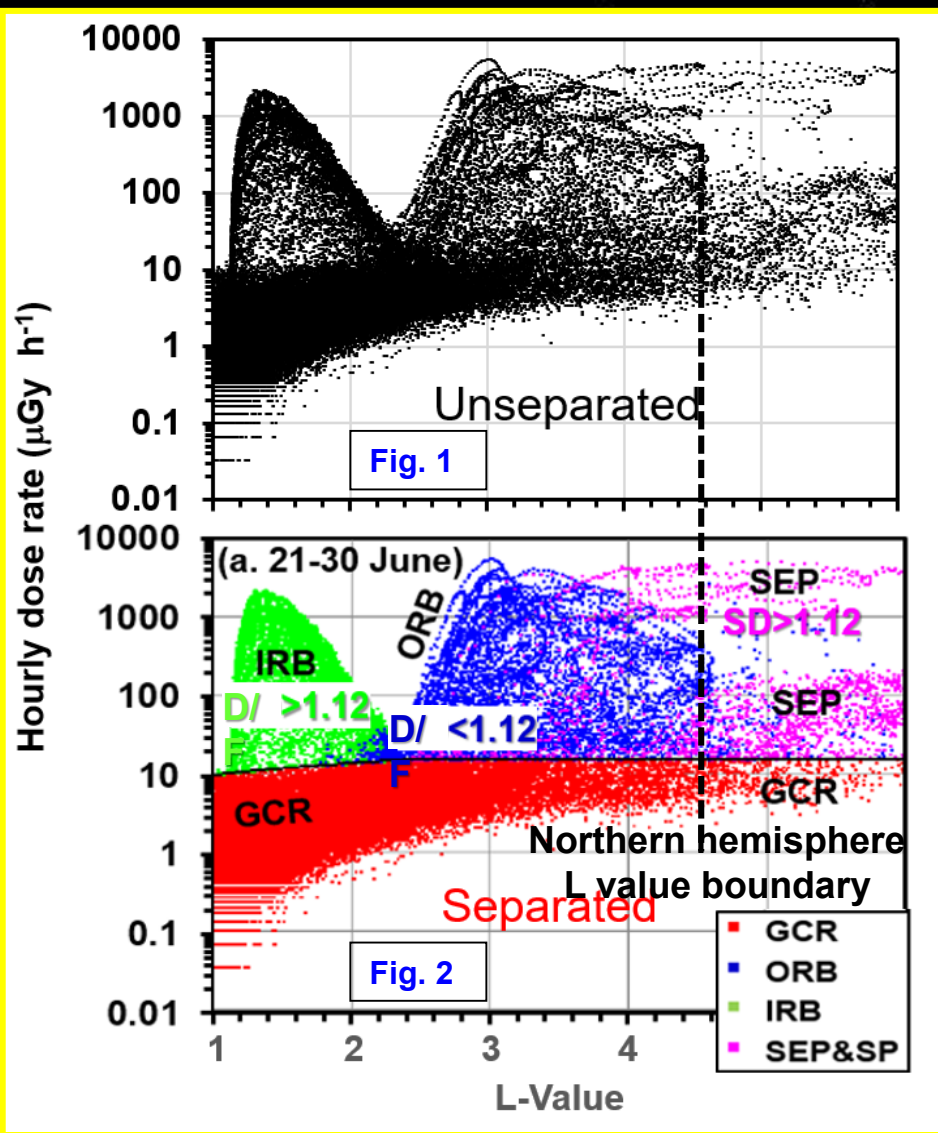 Hourly dose rate (μGy h⁻¹)
10000
1000
100
10
1
0.1
0.01
Unseparated
Fig. 1
10000
1000
100
10
1
0.1
0.01
(a. 21-30 June)
ORB
SEP
SD>1.12
IRB
D/ >1.12
F
D/ <1.12
F
SEP
GCR
GCR
Northern hemisphere
L value boundary
Separated
Fig. 2
GCR
ORB
IRB
SEP&SP
1 2 3 4
L-Value